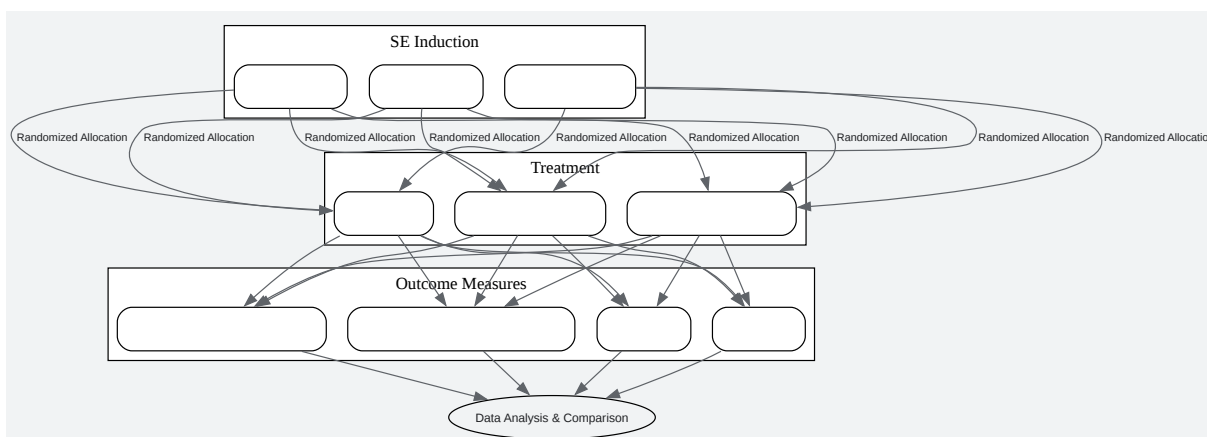 SE Induction
Randomized Allocation
Randomized Allocation
Randomized Allocation
Randomized Allocation
Randomized Allocation
Randomized Allocation
Randomized Allocation
Randomized Allocation
Randomized Allocatio
Treatment
Outcome Measures
Data Analysis & Comparison